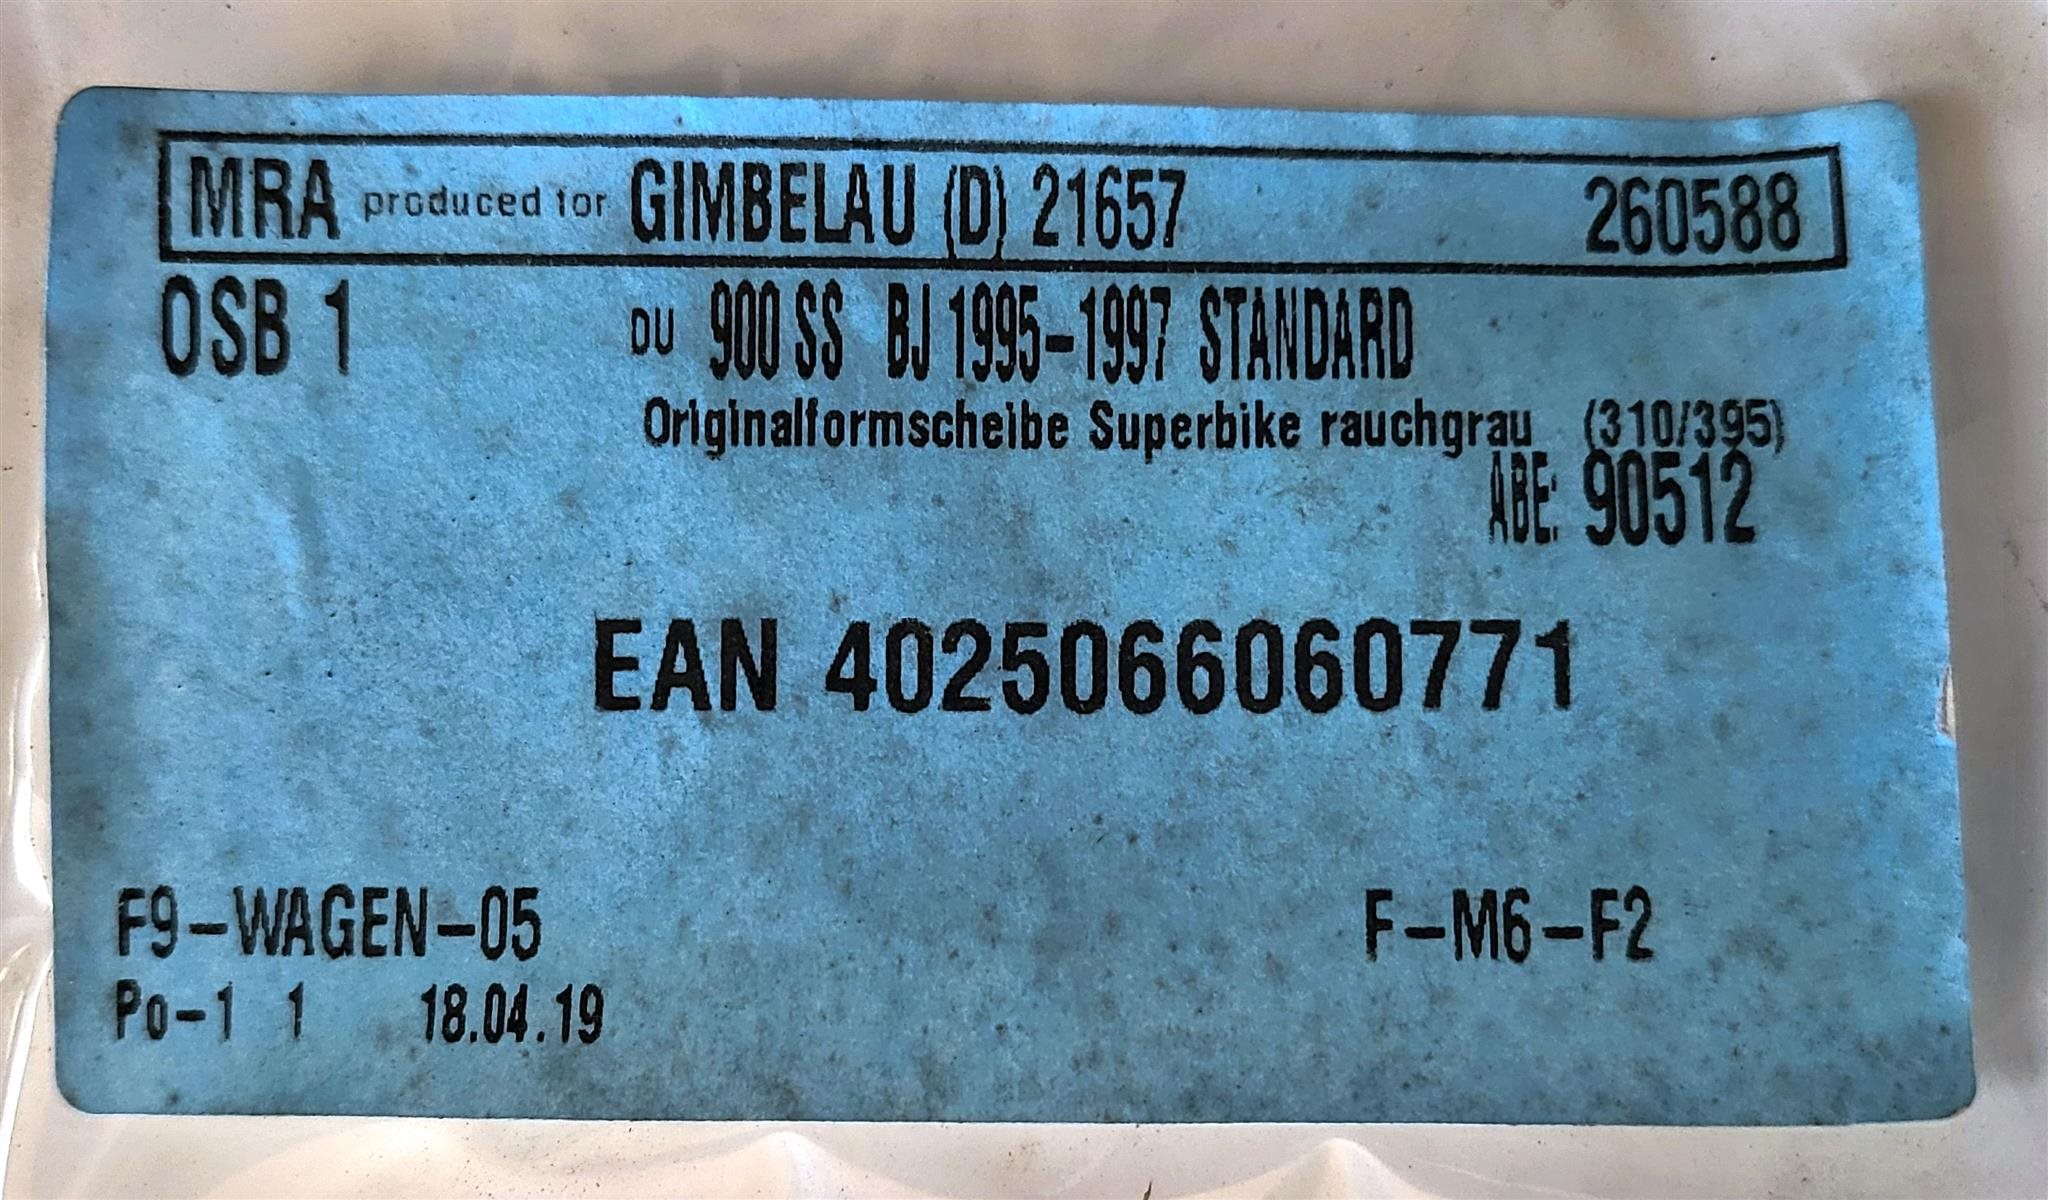 MRA produced for GIMBELAU (D) 21657 260588
OSB 1 DU 900 SS BJ 1995-1997 STANDARD
Originalformscheibe Superbike rauchgrau (310/395)
ABE: 90512
EAN 4025066060771
F9-WAGEN-05 F-M6-F2
Po-1 1 18.04.19